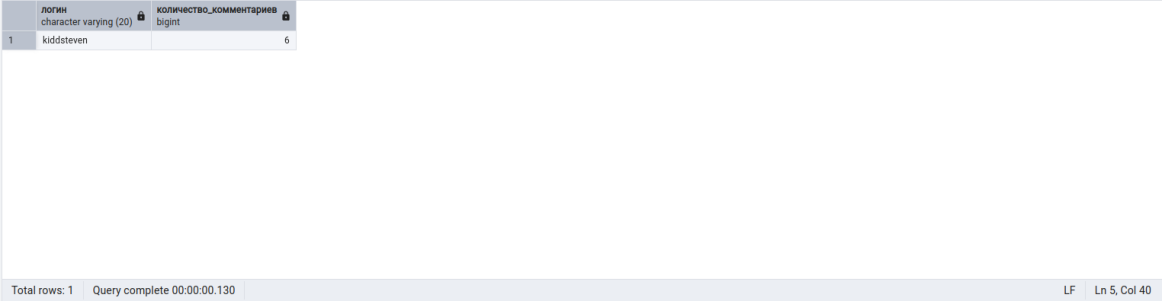 логин количество_комментариев
character varying (20) bigint
1 kiddsteven 6
Total rows: 1 Query complete 00:00:00.130 LF Ln 5, Col 40